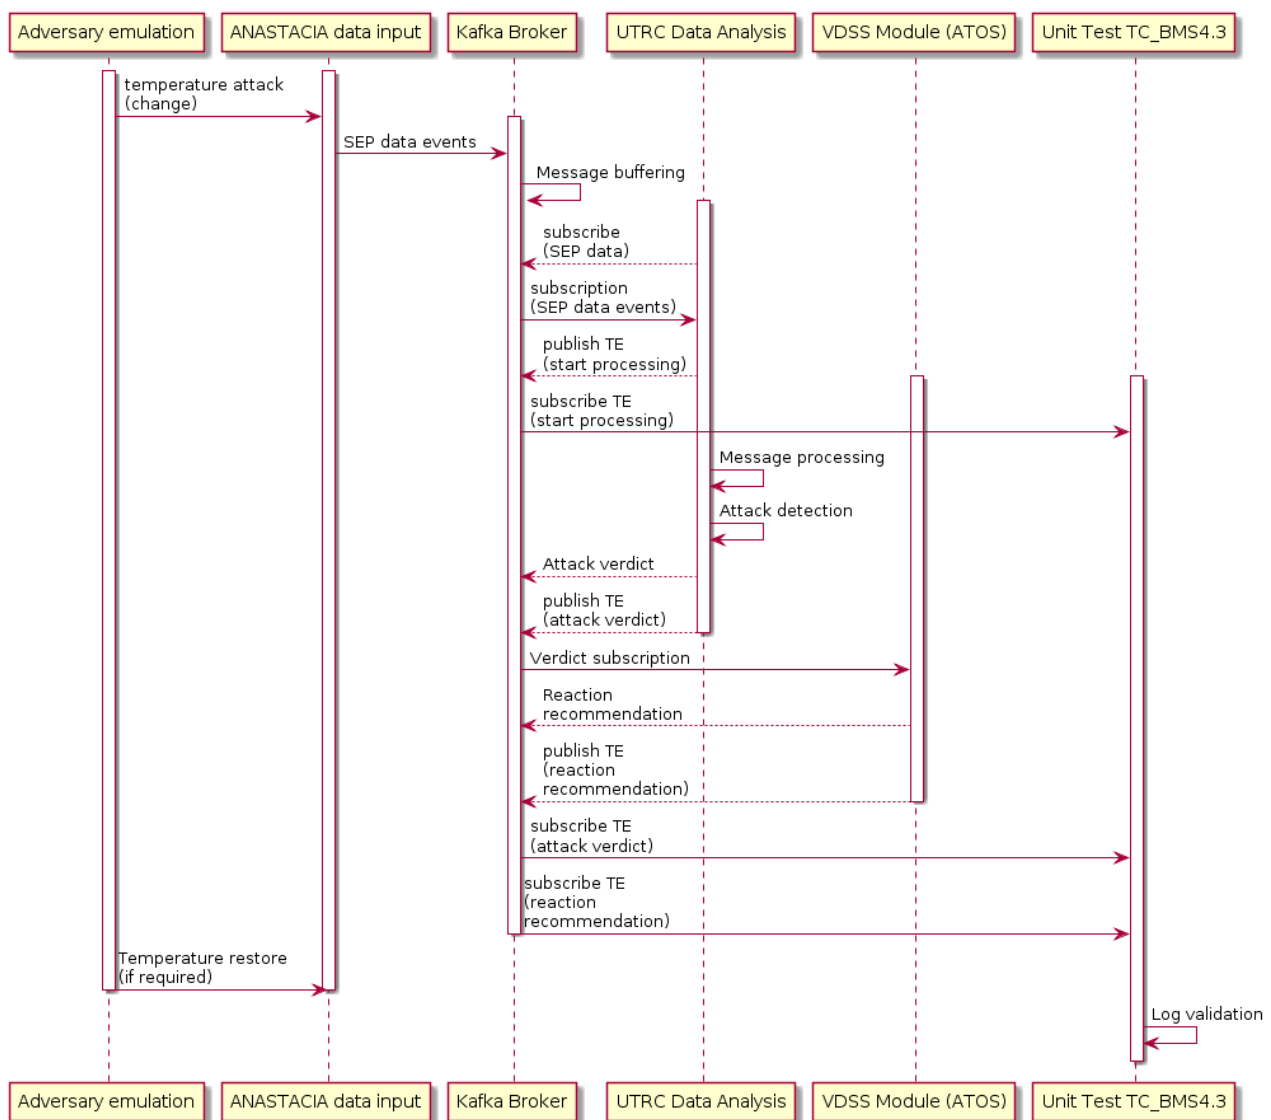 Adversary emulation
ANASTACIA data input
Kafka Broker
UTRC Data Analysis
VDSS Module (ATOS)
Unit Test TC_BMS4.3
temperature attack
(change)
SEP data events
Message buffering
subscribe
(SEP data)
subscription
(SEP data events)
publish TE
(start processing)
subscribe TE
(start processing)
Message processing
Attack detection
Attack verdict
publish TE
(attack verdict)
Verdict subscription
Reaction
recommendation
publish TE
(reaction
recommendation)
subscribe TE
(attack verdict)
subscribe TE
(reaction
recommendation)
Temperature restore
(if required)
Log validation
Adversary emulation
ANASTACIA data input
Kafka Broker
UTRC Data Analysis
VDSS Module (ATOS)
Unit Test TC_BMS4.3